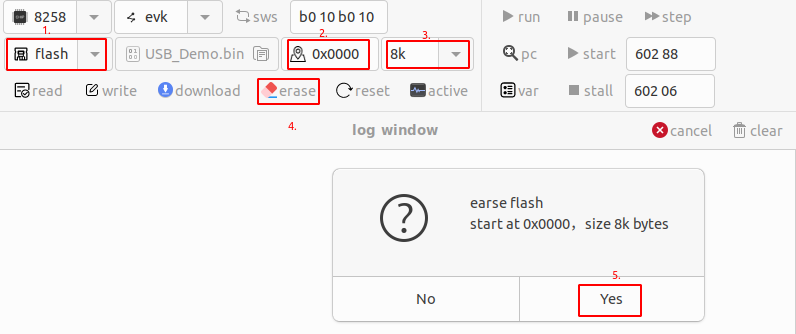 8258 evk sws b0 10 b0 10 run pause step
1. 2. 3.
flash USB_Demo.bin 0x0000 8k pc start 602 88
read write download erase reset active var stall 602 06
4. log window cancel clear
earse flash
start at 0x0000，size 8k bytes
5.
No Yes